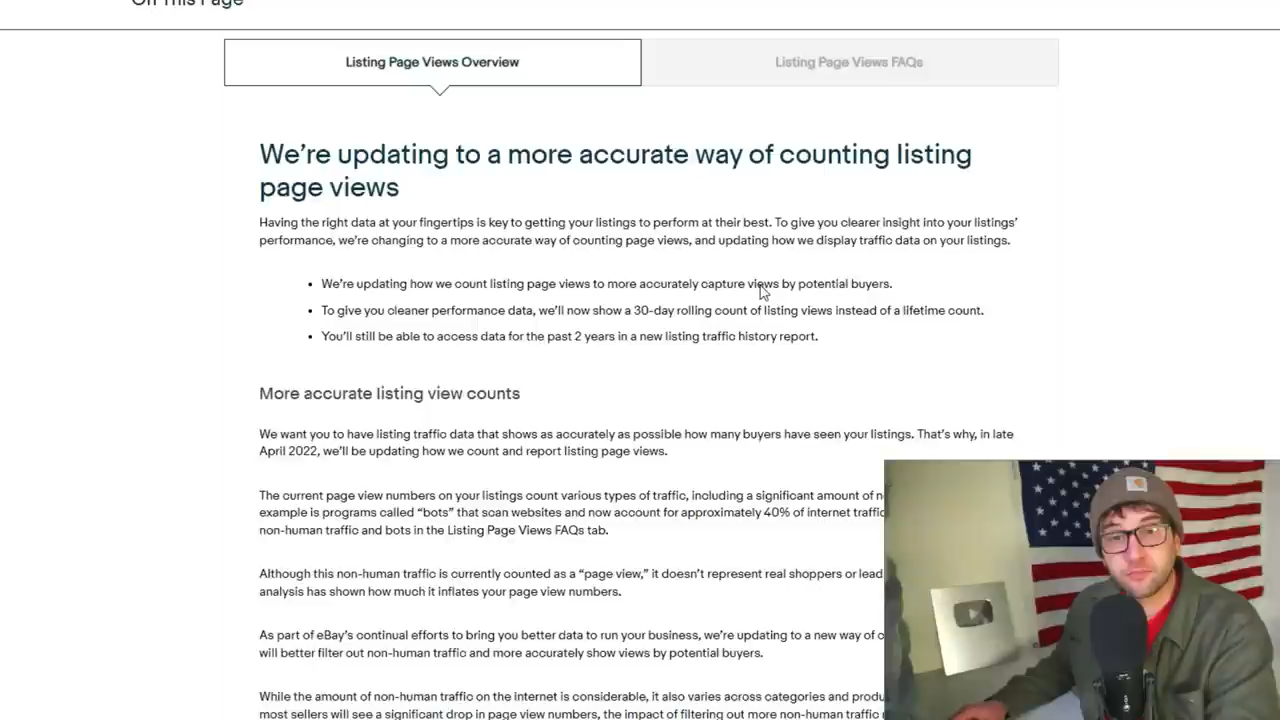 On This Page
Listing Page Views Overview
Listing Page Views FAQs
We're updating to a more accurate way of counting listing
page views
Having the right data at your fingertips is key to getting your listings to perform at their best. To give you clearer insight into your listings'
performance, we're changing to a more accurate way of counting page views, and updating how we display traffic data on your listings.
• We're updating how we count listing page views to more accurately capture views by potential buyers.
• To give you cleaner performance data, we'll now show a 30-day rolling count of listing views instead of a lifetime count.
• You'll still be able to access data for the past 2 years in a new listing traffic history report.
More accurate listing view counts
We want you to have listing traffic data that shows as accurately as possible how many buyers have seen your listings. That's why, in late
April 2022, we'll be updating how we count and report listing page views.
The current page view numbers on your listings count various types of traffic, including a significant amount of
example is programs called “bots” that scan websites and now account for approximately 40% of internet traffic
non-human traffic and bots in the Listing Page Views FAQs tab.
Although this non-human traffic is currently counted as a “page view,” it doesn't represent real shoppers or lead
analysis has shown how much it inflates your page view numbers.
As part of eBay's continual efforts to bring you better data to run your business, we're updating to a new way of
will better filter out non-human traffic and more accurately show views by potential buyers.
While the amount of non-human traffic on the internet is considerable, it also varies across categories and
most sellers will see a significant drop in page view numbers, the impact of filtering out more non-human traffic